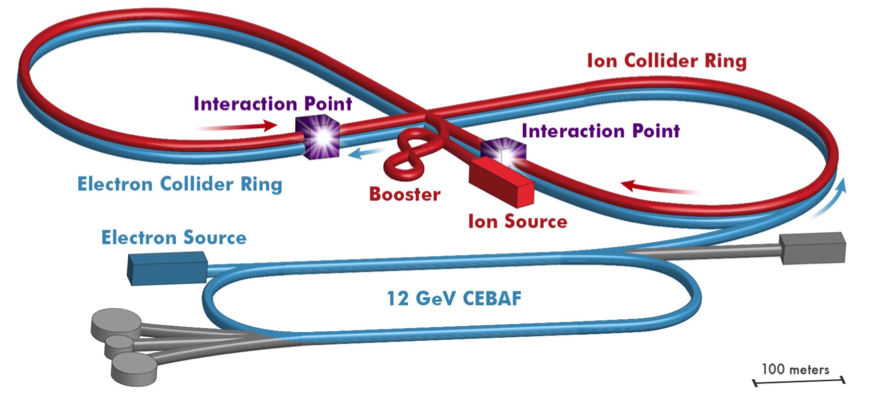 Ion Collider Ring
Interaction Point
Interaction Point
Electron Collider Ring
Booster
Ion Source
Electron Source
12 GeV CEBAF
100 meters